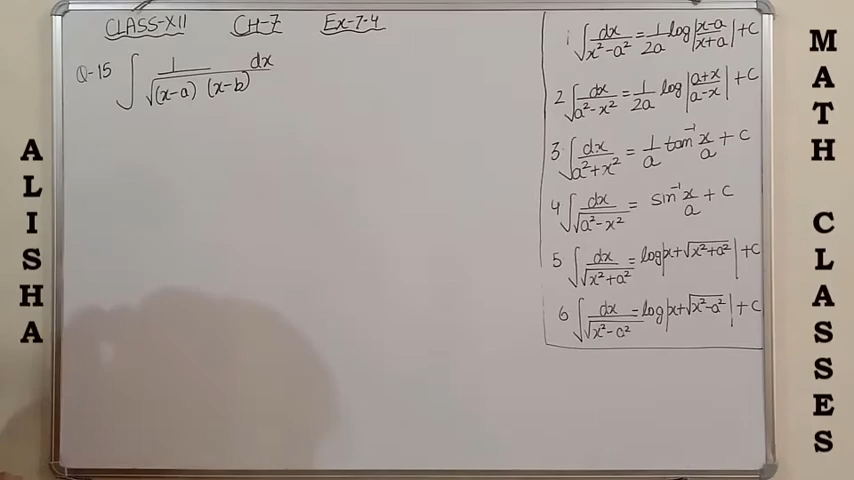 CLASS-XII CH-7 Ex-7.4
Q-15 ∫ 1/√((x-a) (x-b)) dx
1 ∫ dx/(x²-a²) = 1/2a log|(x-a)/(x+a)| + C
2 ∫ dx/(a²-x²) = 1/2a log|(a+x)/(a-x)| + C
3 ∫ dx/(a²+x²) = 1/a tan⁻¹ x/a + C
4 ∫ dx/√(a²-x²) = sin⁻¹ x/a + C
5 ∫ dx/√(x²+a²) = log|x+√(x²+a²)| + C
6 ∫ dx/√(x²-a²) = log|x+√(x²-a²)| + C
ALISHA
MATH CLASSES